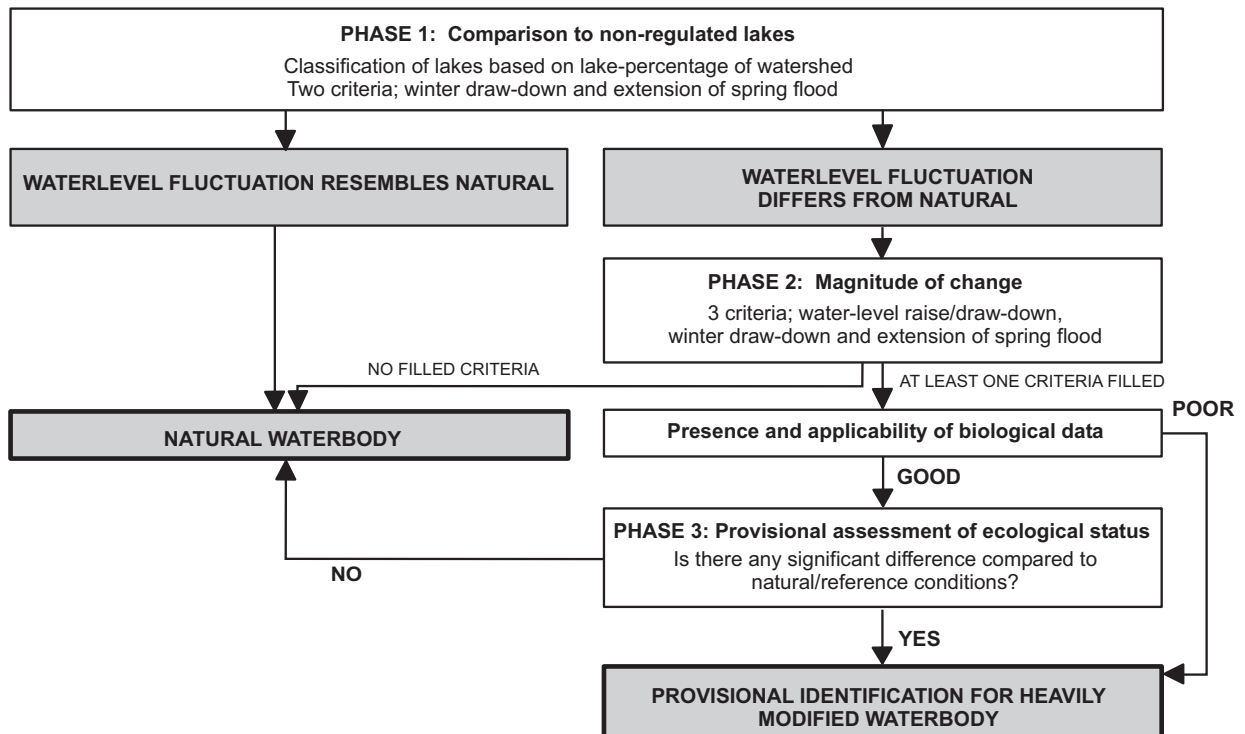 PHASE 1: Comparison to non-regulated lakes
Classification of lakes based on lake-percentage of watershed
Two criteria; winter draw-down and extension of spring flood
WATERLEVEL FLUCTUATION RESEMBLES NATURAL
WATERLEVEL FLUCTUATION
DIFFERS FROM NATURAL
PHASE 2: Magnitude of change
3 criteria; water-level raise/draw-down,
winter draw-down and extension of spring flood
NO FILLED CRITERIA
AT LEAST ONE CRITERIA FILLED
POOR
NATURAL WATERBODY
Presence and applicability of biological data
GOOD
PHASE 3: Provisional assessment of ecological status
Is there any significant difference compared to
natural/reference conditions?
NO
YES
PROVISIONAL IDENTIFICATION FOR HEAVILY
MODIFIED WATERBODY